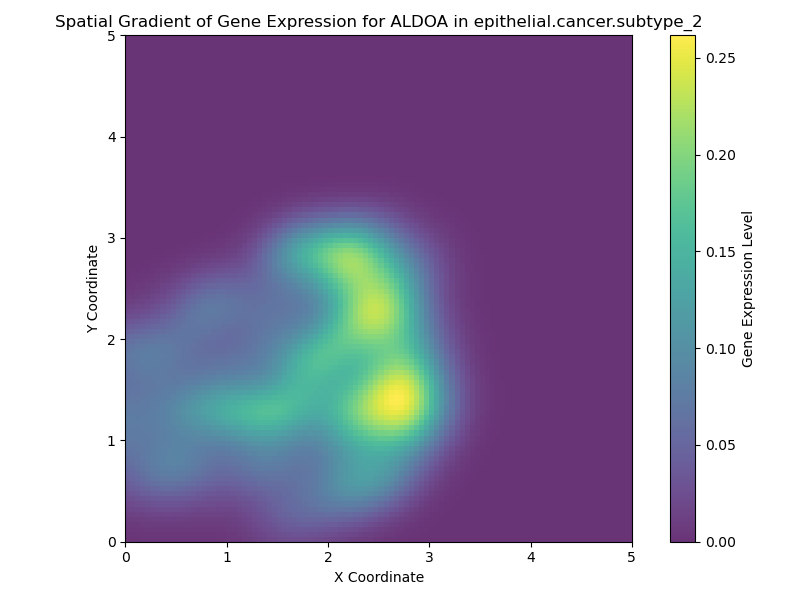 Spatial Gradient of Gene Expression for ALDOA in epithelial.cancer.subtype_2
5
4
3
2
1
0
0 1 2 3 4 5
X Coordinate
Y Coordinate
0.25
0.20
0.15
0.10
0.05
0.00
Gene Expression Level